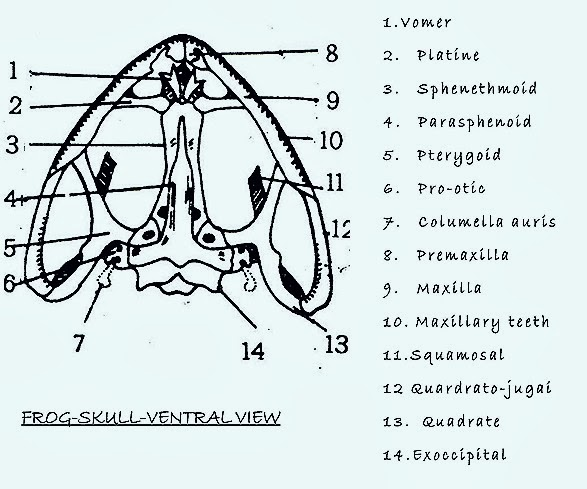 1.Vomer
2. Platine
3. Sphenethmoid
4. Parasphenoid
5. Pterygoid
6. Pro-otic
7. Columella auris
8. Premaxilla
9. Maxilla
10. Maxillary teeth
11.Squamosal
12 Quardrato-jugai
13. Quadrate
14.Exoccipital
1
2
3
4
5
6
7
8
9
10
11
12
13
14
FROG-SKULL-VENTRAL VIEW